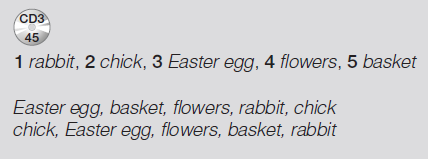 CD3
45
1 rabbit, 2 chick, 3 Easter egg, 4 flowers, 5 basket
Easter egg, basket, flowers, rabbit, chick
chick, Easter egg, flowers, basket, rabbit